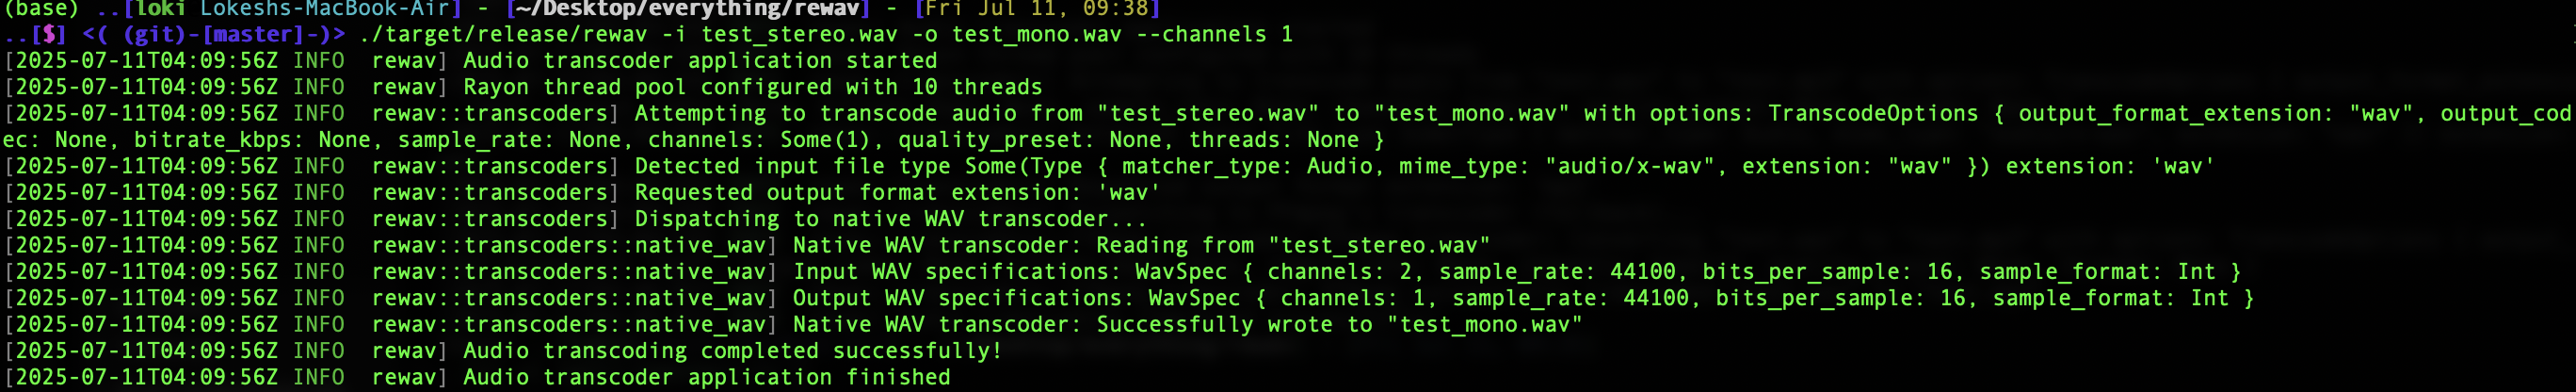 (base) ..[loki Lokeshs-MacBook-Air] - [~/Desktop/everything/rewav] - [Fri Jul 11, 09:38]
..[$] <( (git)-[master]-)> ./target/release/rewav -i test_stereo.wav -o test_mono.wav --channels 1
[2025-07-11T04:09:56Z INFO  rewav] Audio transcoder application started
[2025-07-11T04:09:56Z INFO  rewav] Rayon thread pool configured with 10 threads
[2025-07-11T04:09:56Z INFO  rewav::transcoders] Attempting to transcode audio from "test_stereo.wav" to "test_mono.wav" with options: TranscodeOptions { output_format_extension: "wav", output_cod
ec: None, bitrate_kbps: None, sample_rate: None, channels: Some(1), quality_preset: None, threads: None }
[2025-07-11T04:09:56Z INFO  rewav::transcoders] Detected input file type Some(Type { matcher_type: Audio, mime_type: "audio/x-wav", extension: "wav" }) extension: 'wav'
[2025-07-11T04:09:56Z INFO  rewav::transcoders] Requested output format extension: 'wav'
[2025-07-11T04:09:56Z INFO  rewav::transcoders] Dispatching to native WAV transcoder...
[2025-07-11T04:09:56Z INFO  rewav::transcoders::native_wav] Native WAV transcoder: Reading from "test_stereo.wav"
[2025-07-11T04:09:56Z INFO  rewav::transcoders::native_wav] Input WAV specifications: WavSpec { channels: 2, sample_rate: 44100, bits_per_sample: 16, sample_format: Int }
[2025-07-11T04:09:56Z INFO  rewav::transcoders::native_wav] Output WAV specifications: WavSpec { channels: 1, sample_rate: 44100, bits_per_sample: 16, sample_format: Int }
[2025-07-11T04:09:56Z INFO  rewav::transcoders::native_wav] Native WAV transcoder: Successfully wrote to "test_mono.wav"
[2025-07-11T04:09:56Z INFO  rewav] Audio transcoding completed successfully!
[2025-07-11T04:09:56Z INFO  rewav] Audio transcoder application finished